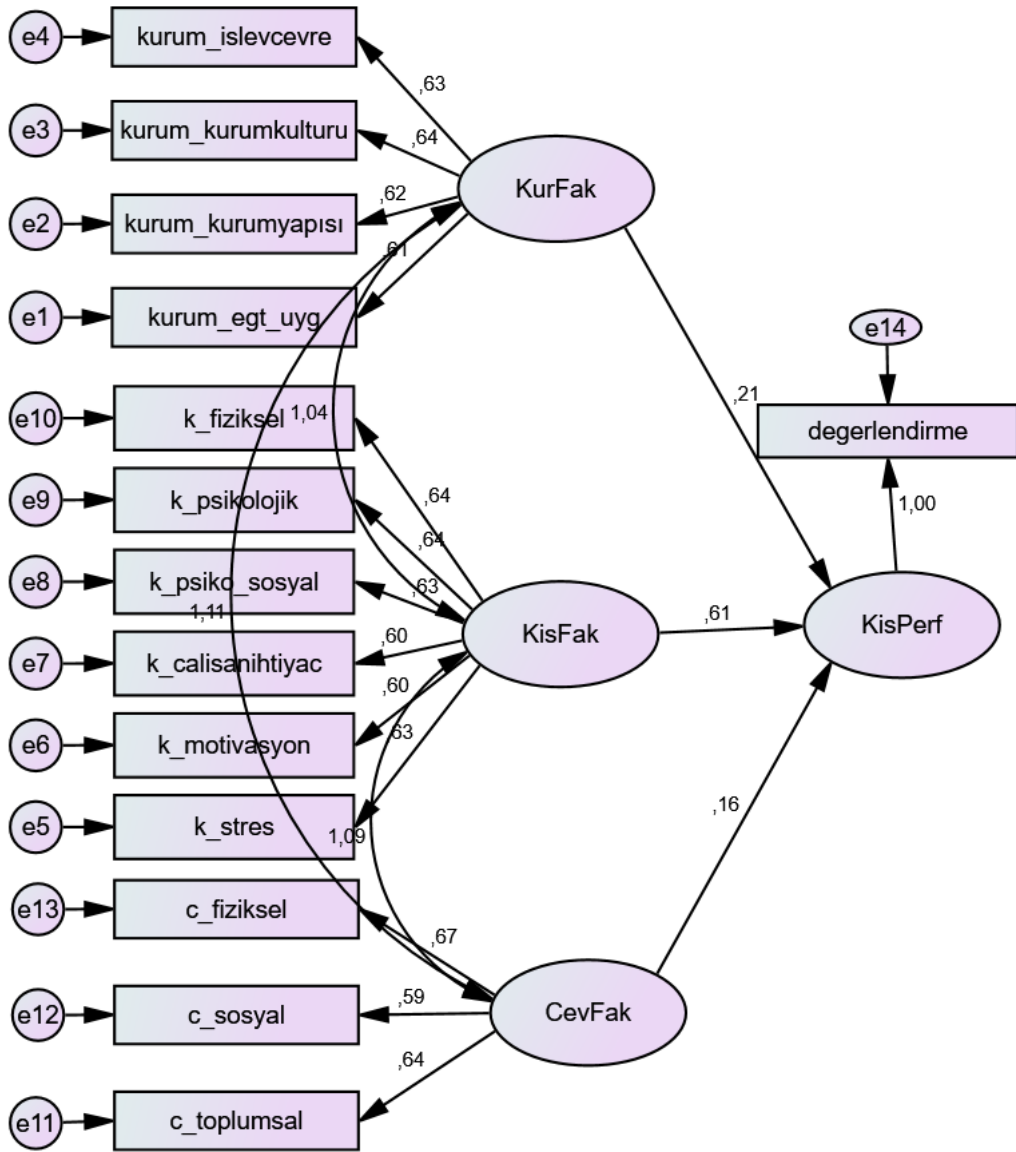 e4
kurum_islevcevre
,63
e3
kurum_kurumkulturu
,64
KurFak
e2
kurum_kurumyapısı
,62
,61
e1
kurum_egt_uyg
e14
,21
degerlendirme
e10
k_fiziksel
1,04
,64
1,00
e9
k_psikolojik
,64
e8
k_psiko_sosyal
,63
1,11
KisFak
,61
KisPerf
e7
k_calisanihtiyac
,60
e6
k_motivasyon
,60
,63
e5
k_stres
1,09
,16
e13
c_fiziksel
,67
e12
c_sosyal
,59
CevFak
e11
c_toplumsal
,64